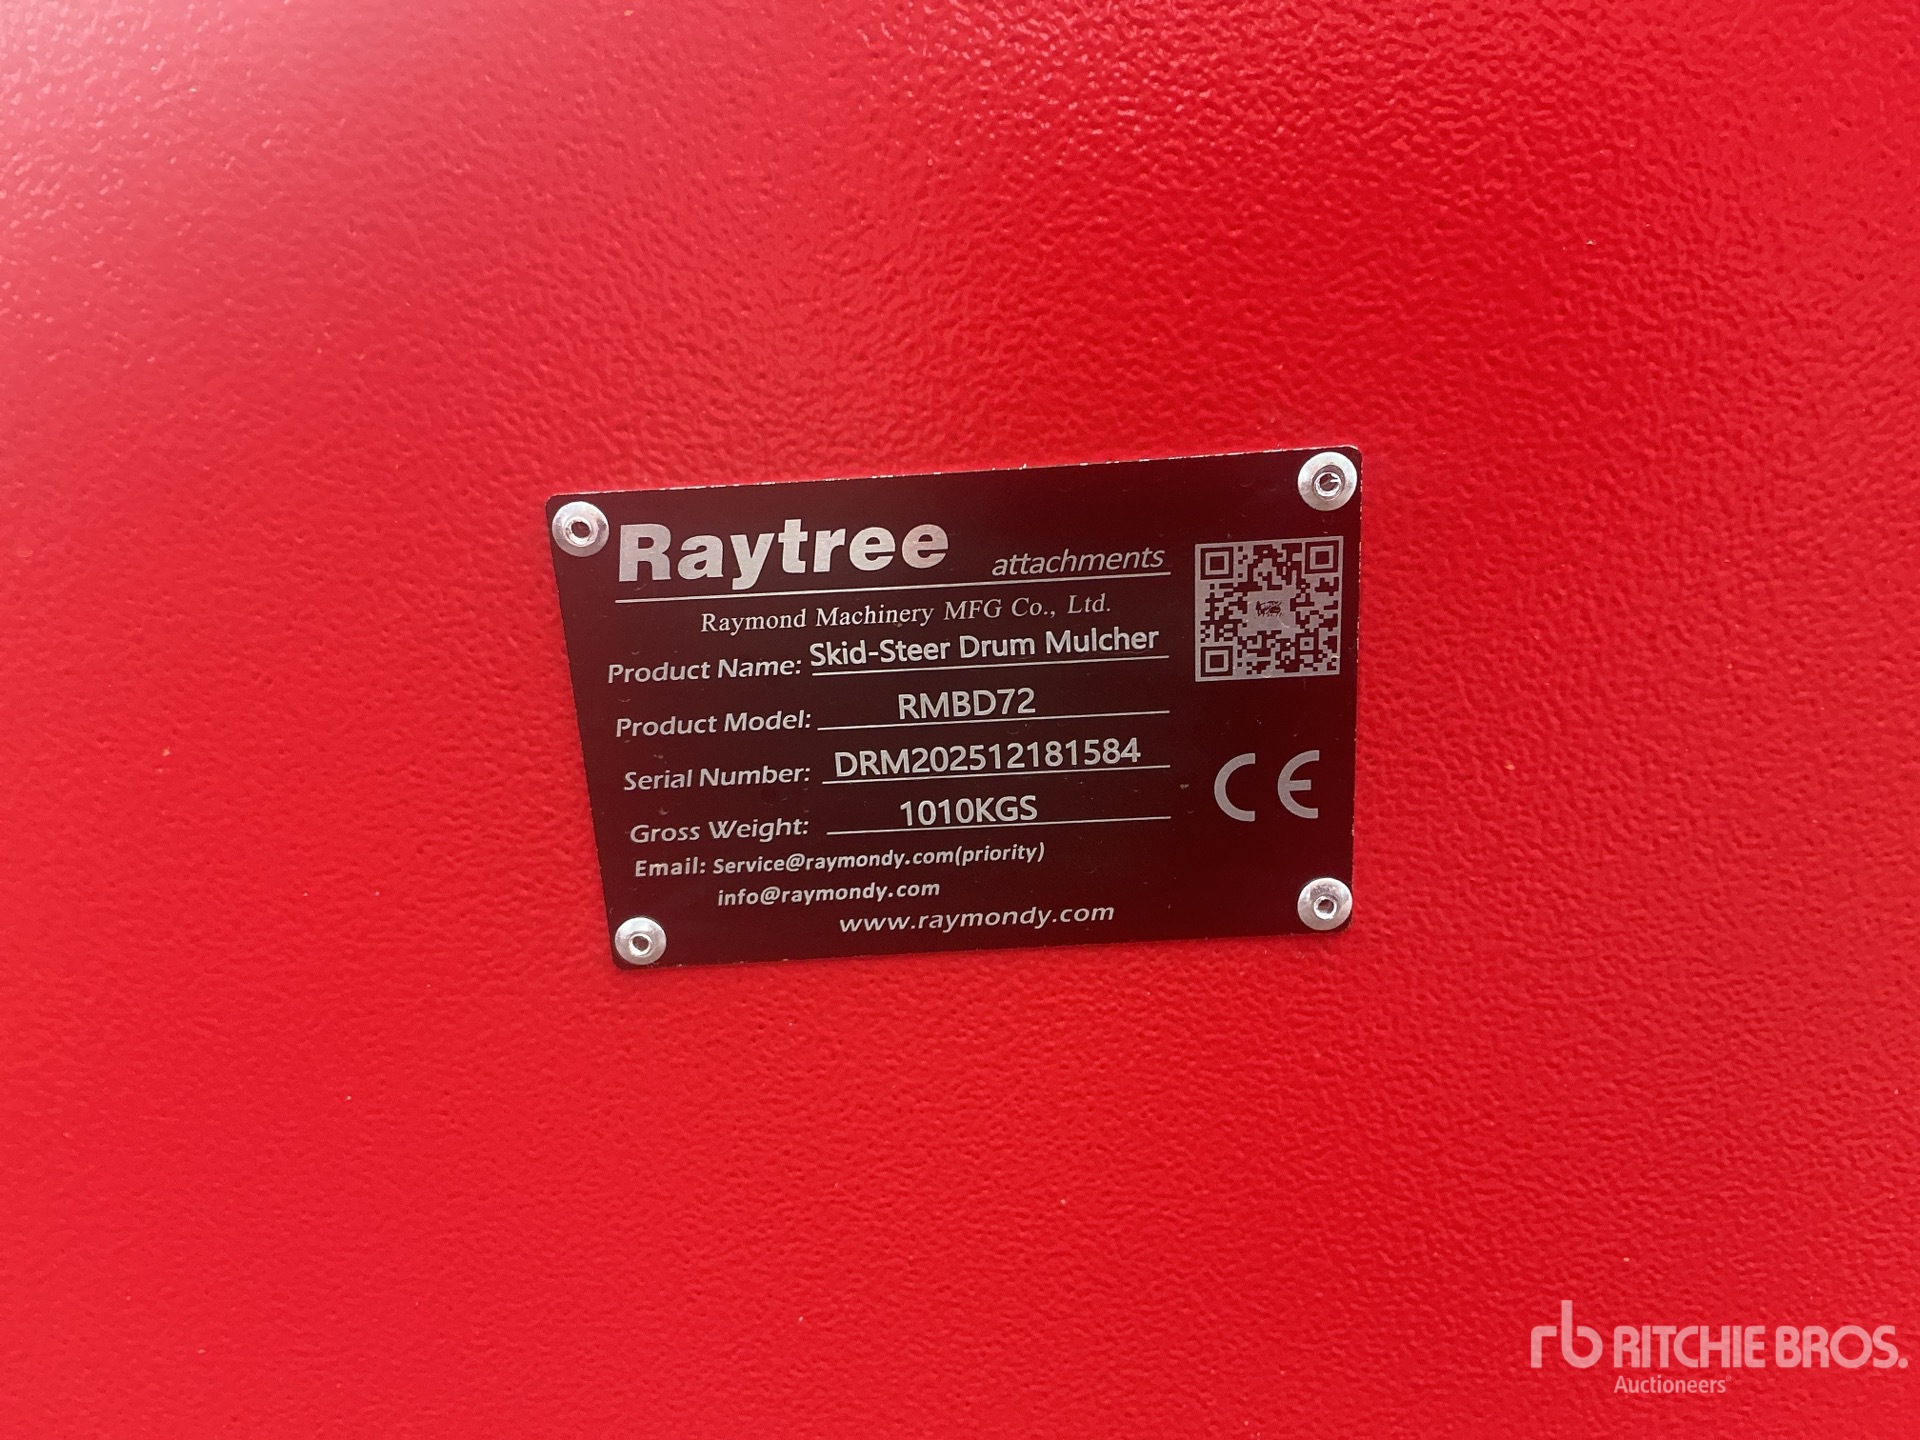 Raytree attachments
Raymond Machinery MFG Co., Ltd.
Product Name: Skid-Steer Drum Mulcher
Product Model: RMBD72
Serial Number: DRM202512181584
Gross Weight: 1010KGS
Email: Service@raymondy.com(priority)
info@raymondy.com
www.raymondy.com
CE
rb RITCHIE BROS.
Auctioneers